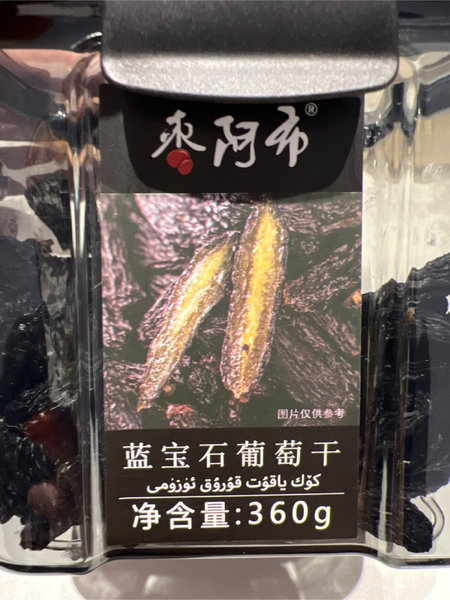 枣阿布®
图片仅供参考
蓝宝石葡萄干
كۆك ياقۇت قۇرۇق ئۈزۈمى
净含量:360g